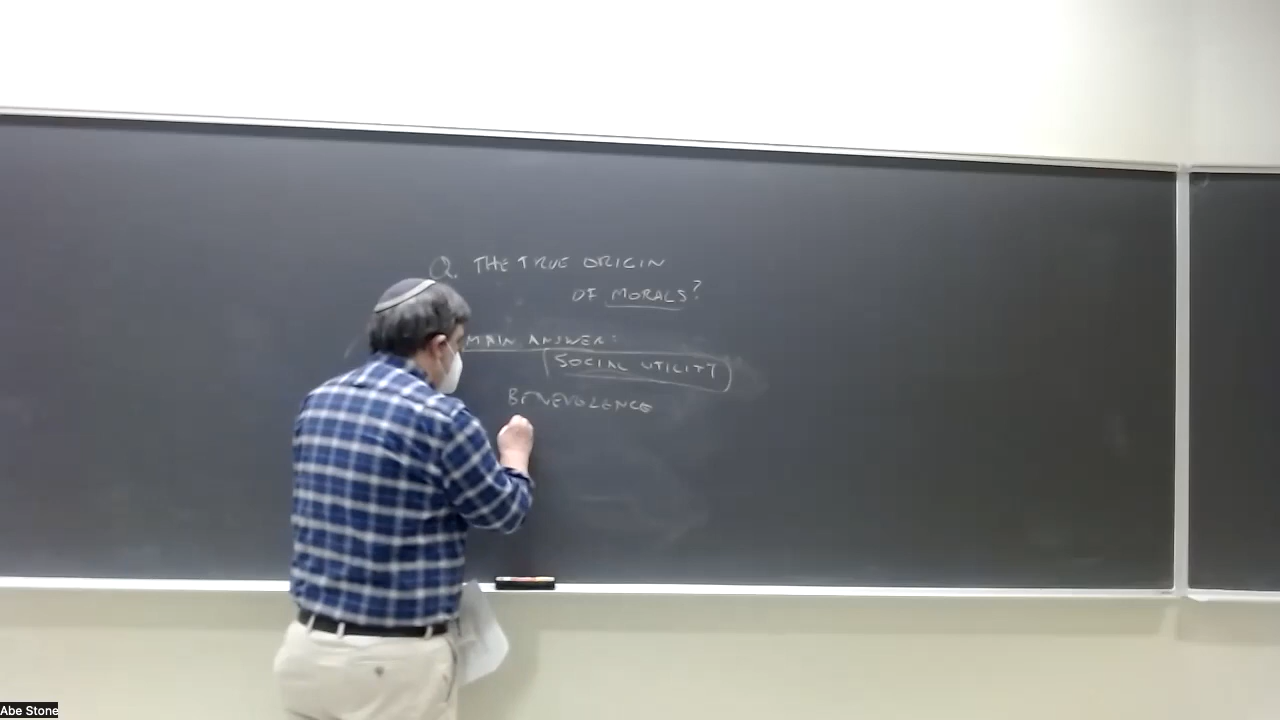 Q. THE TRUE ORIGIN
OF MORALS?
MAIN ANSWER:
SOCIAL UTILITY
BENEVOLENCE
Abe Stone